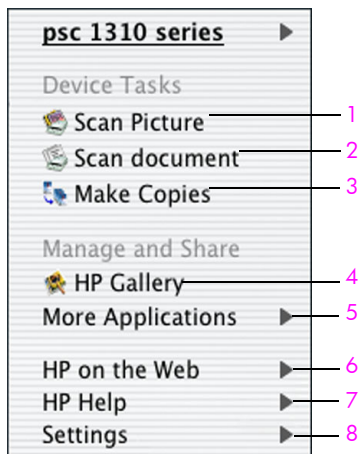 psc 1310 series
Device Tasks
Scan Picture 1
Scan document 2
Make Copies 3
Manage and Share
HP Gallery 4
More Applications 5
HP on the Web 6
HP Help 7
Settings 8